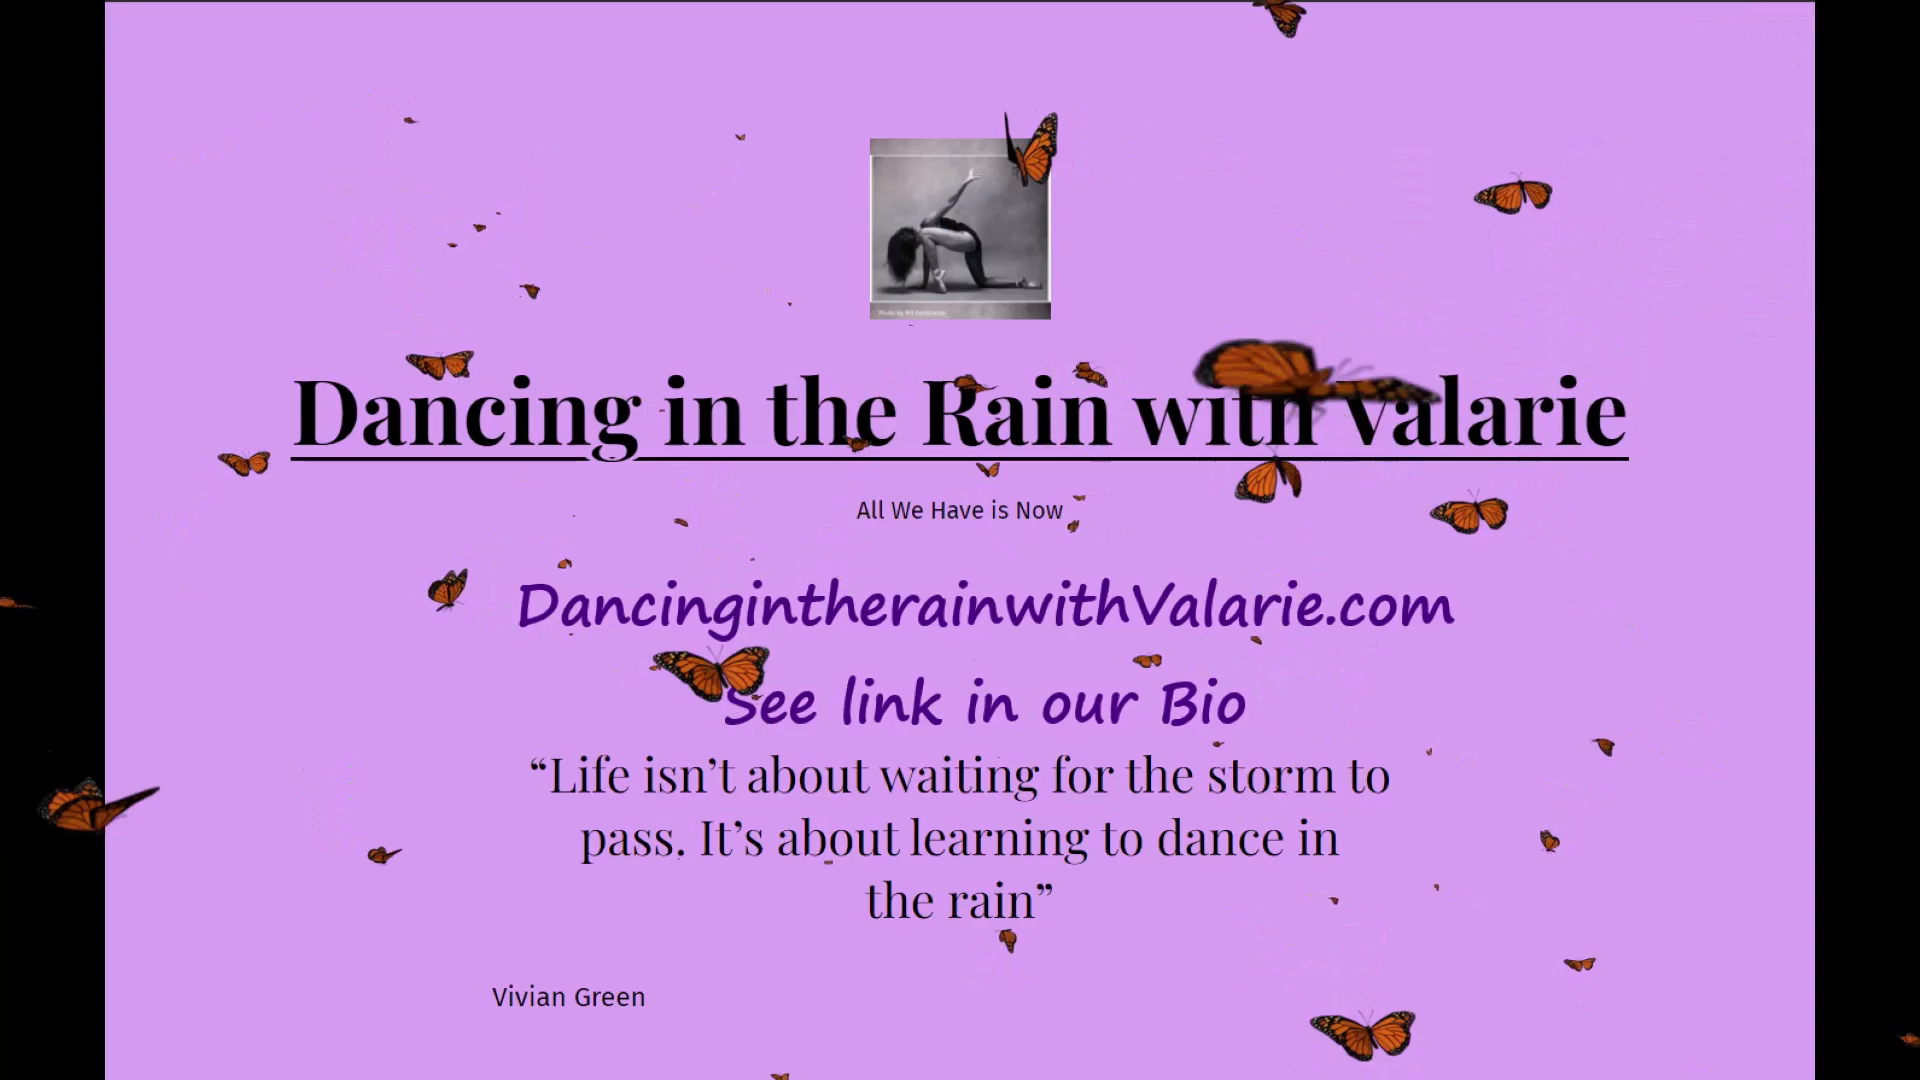 Dancing in the Rain with Valarie
All We Have is Now
DancingintherainwithValarie.com
See link in our Bio
“Life isn’t about waiting for the storm to
pass. It’s about learning to dance in
the rain”
Vivian Green